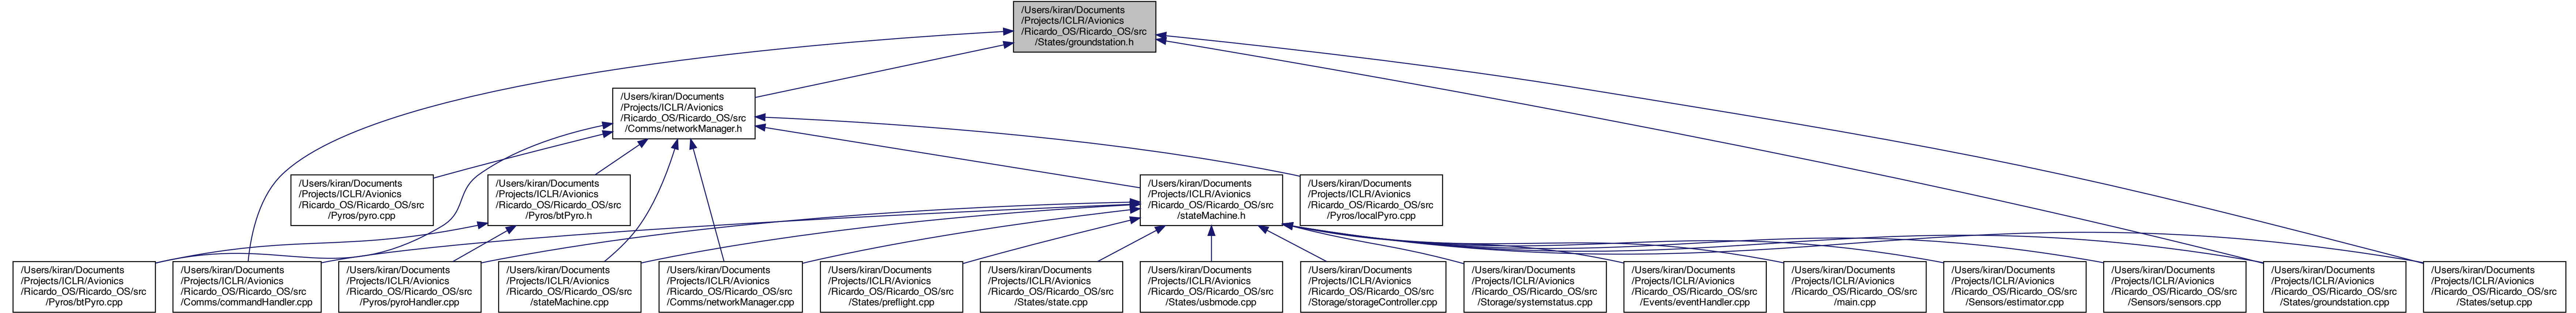 /Users/kiran/Documents
/Projects/ICLR/Avionics
/Ricardo_OS/Ricardo_OS/src
/States/groundstation.h
/Users/kiran/Documents
/Projects/ICLR/Avionics
/Ricardo_OS/Ricardo_OS/src
/Comms/networkManager.h
/Users/kiran/Documents
/Projects/ICLR/Avionics
/Ricardo_OS/Ricardo_OS/src
/Pyros/pyro.cpp
/Users/kiran/Documents
/Projects/ICLR/Avionics
/Ricardo_OS/Ricardo_OS/src
/Pyros/btPyro.h
/Users/kiran/Documents
/Projects/ICLR/Avionics
/Ricardo_OS/Ricardo_OS/src
/stateMachine.h
/Users/kiran/Documents
/Projects/ICLR/Avionics
/Ricardo_OS/Ricardo_OS/src
/Pyros/localPyro.cpp
/Users/kiran/Documents
/Projects/ICLR/Avionics
/Ricardo_OS/Ricardo_OS/src
/Pyros/btPyro.cpp
/Users/kiran/Documents
/Projects/ICLR/Avionics
/Ricardo_OS/Ricardo_OS/src
/Comms/commandHandler.cpp
/Users/kiran/Documents
/Projects/ICLR/Avionics
/Ricardo_OS/Ricardo_OS/src
/Pyros/pyroHandler.cpp
/Users/kiran/Documents
/Projects/ICLR/Avionics
/Ricardo_OS/Ricardo_OS/src
/stateMachine.cpp
/Users/kiran/Documents
/Projects/ICLR/Avionics
/Ricardo_OS/Ricardo_OS/src
/Comms/networkManager.cpp
/Users/kiran/Documents
/Projects/ICLR/Avionics
/Ricardo_OS/Ricardo_OS/src
/States/preflight.cpp
/Users/kiran/Documents
/Projects/ICLR/Avionics
/Ricardo_OS/Ricardo_OS/src
/States/state.cpp
/Users/kiran/Documents
/Projects/ICLR/Avionics
/Ricardo_OS/Ricardo_OS/src
/States/usbmode.cpp
/Users/kiran/Documents
/Projects/ICLR/Avionics
/Ricardo_OS/Ricardo_OS/src
/Storage/storageController.cpp
/Users/kiran/Documents
/Projects/ICLR/Avionics
/Ricardo_OS/Ricardo_OS/src
/Storage/systemstatus.cpp
/Users/kiran/Documents
/Projects/ICLR/Avionics
/Ricardo_OS/Ricardo_OS/src
/Events/eventHandler.cpp
/Users/kiran/Documents
/Projects/ICLR/Avionics
/Ricardo_OS/Ricardo_OS/src
/main.cpp
/Users/kiran/Documents
/Projects/ICLR/Avionics
/Ricardo_OS/Ricardo_OS/src
/Sensors/estimator.cpp
/Users/kiran/Documents
/Projects/ICLR/Avionics
/Ricardo_OS/Ricardo_OS/src
/Sensors/sensors.cpp
/Users/kiran/Documents
/Projects/ICLR/Avionics
/Ricardo_OS/Ricardo_OS/src
/States/groundstation.cpp
/Users/kiran/Documents
/Projects/ICLR/Avionics
/Ricardo_OS/Ricardo_OS/src
/States/setup.cpp